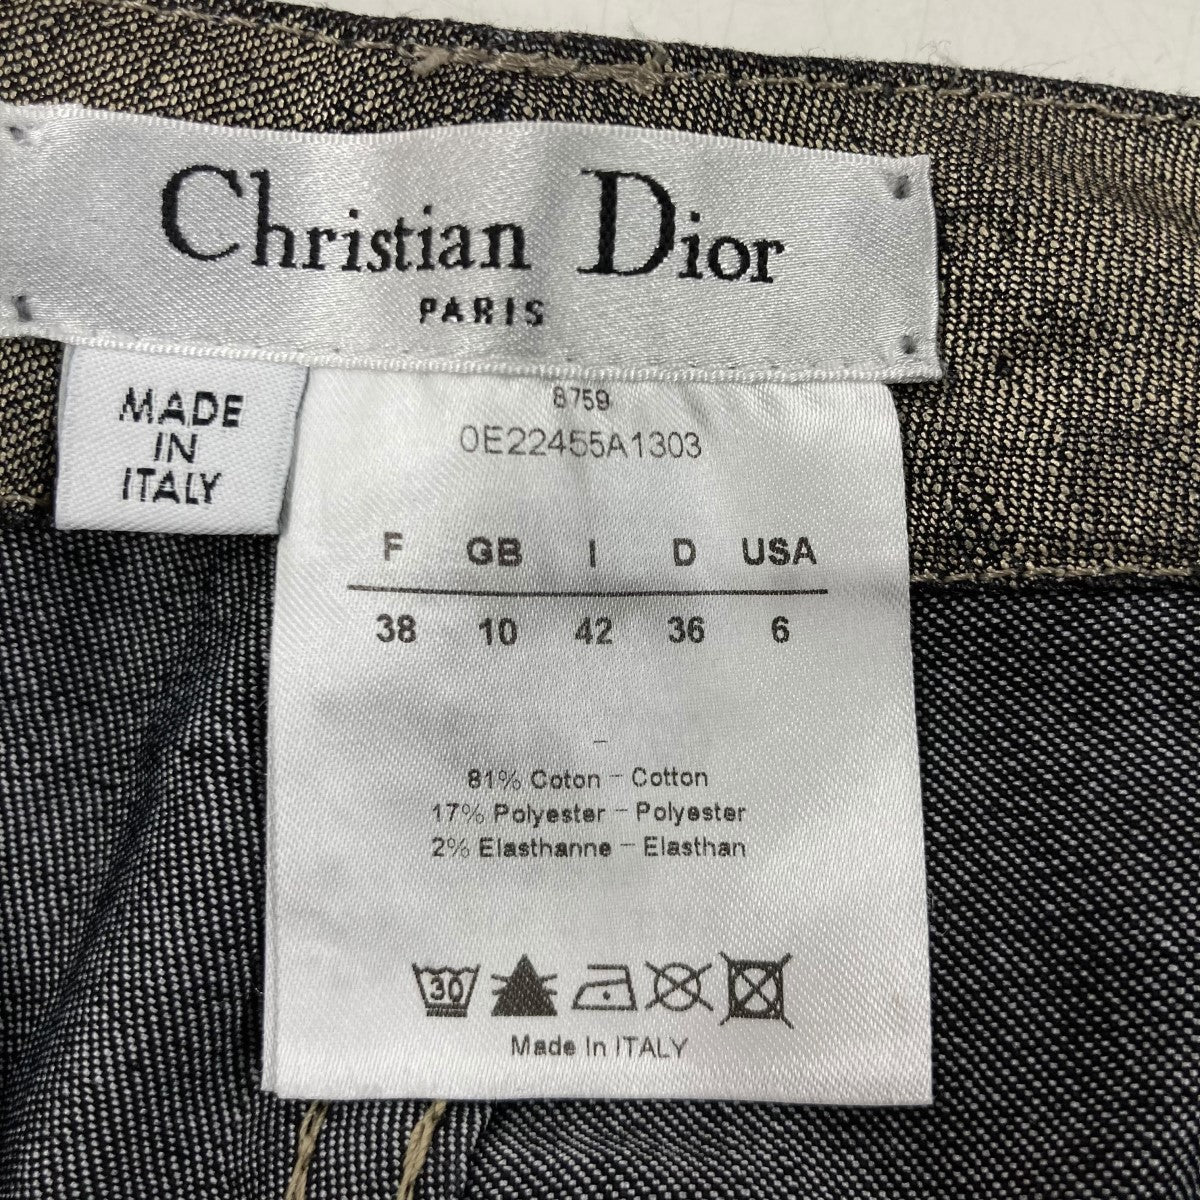 Christian Dior
PARIS
MADE
IN
ITALY
8759
0E22455A1303
F GB I D USA
38 10 42 36 6
–
81% Coton – Cotton
17% Polyester – Polyester
2% Elasthanne – Elasthan
30
Made In ITALY